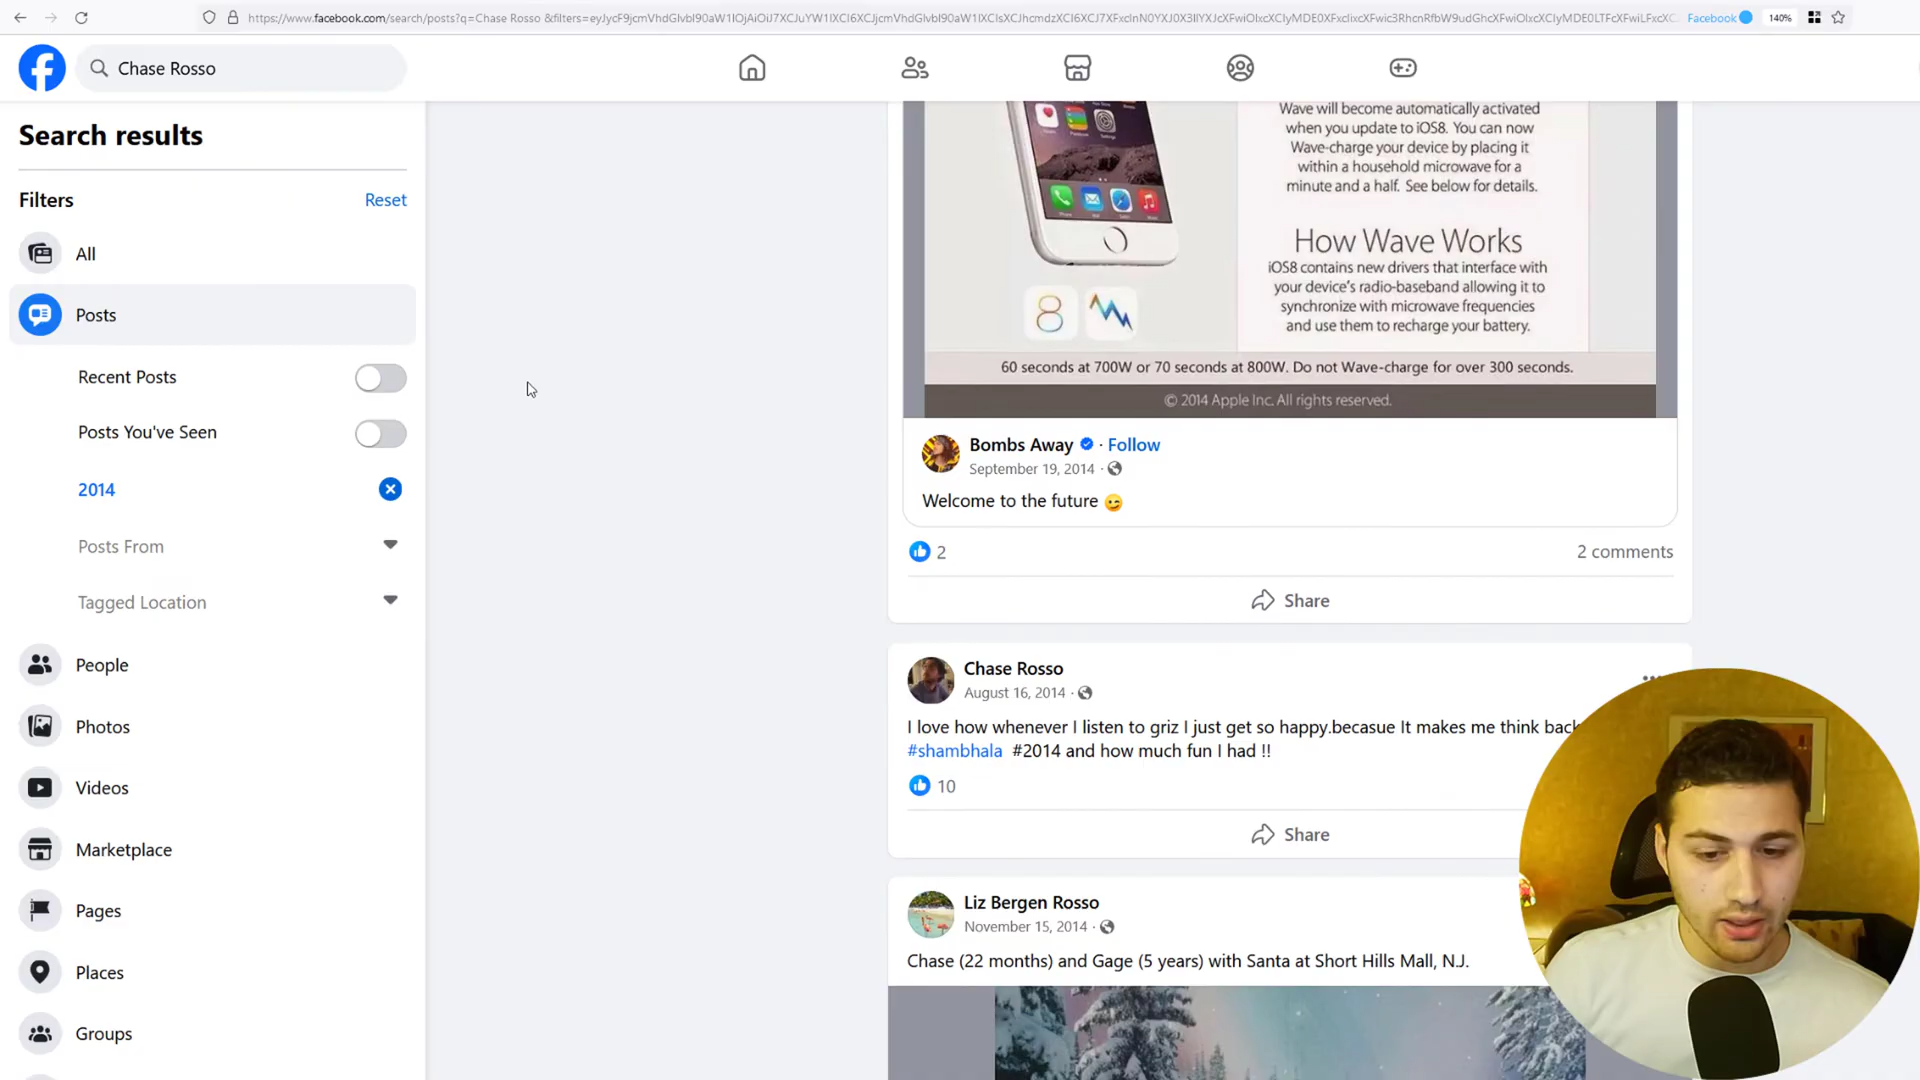 https://www.facebook.com/search/posts?q=Chase Rosso
Facebook
140%
Chase Rosso
Search results
Filters
Reset
All
Posts
Recent Posts
Posts You've Seen
2014
Posts From
Tagged Location
People
Photos
Videos
Marketplace
Pages
Places
Groups
Wave will become automatically activated
when you update to iOS8. You can now
Wave-charge your device by placing it
within a household microwave for a
minute and a half. See below for details.
How Wave Works
iOS8 contains new drivers that interface with
your device's radio-baseband allowing it to
synchronize with microwave frequencies
and use them to recharge your battery.
8
60 seconds at 700W or 70 seconds at 800W. Do not Wave-charge for over 300 seconds.
© 2014 Apple Inc. All rights reserved.
Bombs Away · Follow
September 19, 2014 ·
Welcome to the future 😉
2
2 comments
Share
Chase Rosso
August 16, 2014 ·
I love how whenever I listen to griz I just get so happy.becasue It makes me think back
#shambhala #2014 and how much fun I had !!
10
Share
Liz Bergen Rosso
November 15, 2014 ·
Chase (22 months) and Gage (5 years) with Santa at Short Hills Mall, N.J.